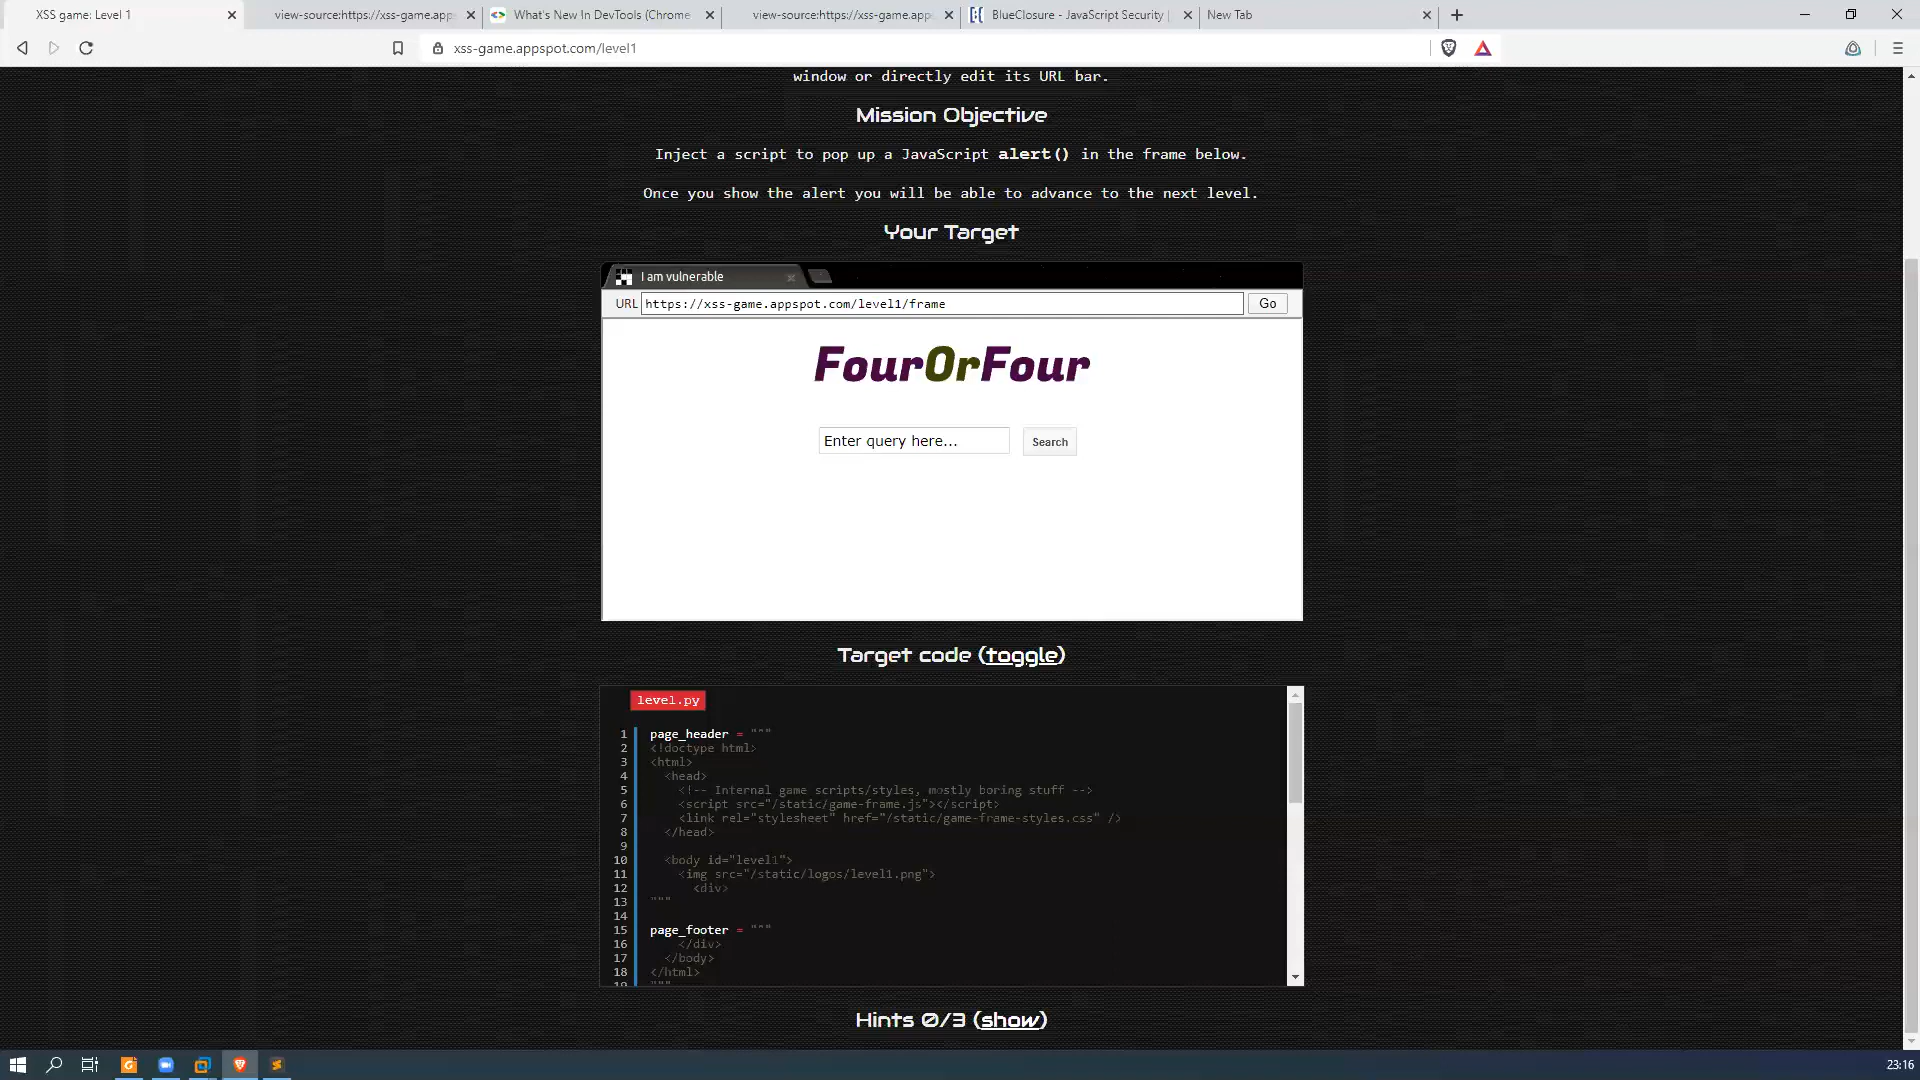 XSS game: Level 1
view-source:https://xss-game.apps
What's New In DevTools (Chrome
view-source:https://xss-game.apps
BlueClosure - JavaScript Security |
New Tab
xss-game.appspot.com/level1
window or directly edit its URL bar.
Mission Objective
Inject a script to pop up a JavaScript alert() in the frame below.
Once you show the alert you will be able to advance to the next level.
Your Target
I am vulnerable
URL https://xss-game.appspot.com/level1/frame Go
FourOrFour
Enter query here... Search
Target code (toggle)
level.py
1 page_header = """
2 <!doctype html>
3 <html>
4 <head>
5 <!-- Internal game scripts/styles, mostly boring stuff -->
6 <script src="/static/game-frame.js"></script>
7 <link rel="stylesheet" href="/static/game-frame-styles.css" />
8 </head>
9
10 <body id="level1">
11 <img src="/static/logos/level1.png">
12 <div>
13 """
14
15 page_footer = """
16 </div>
17 </body>
18 </html>
19 """
Hints 0/3 (show)
23:16